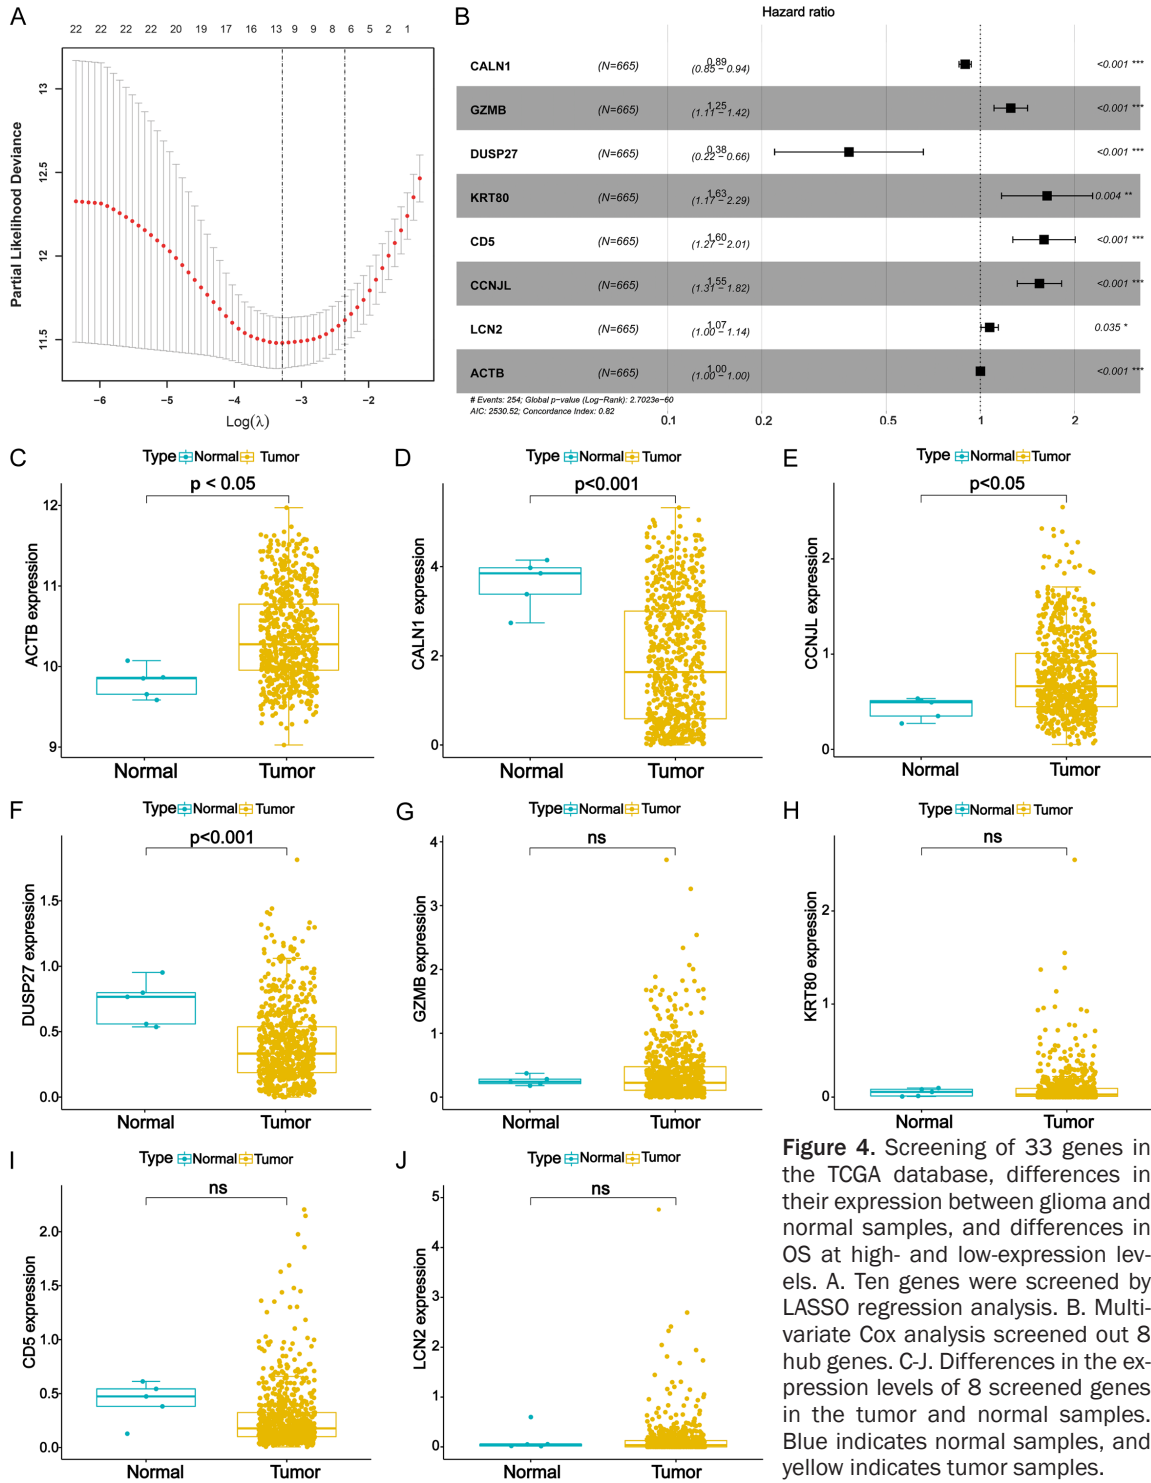 A
22 22 22 22 20 19 17 16 13 9 9 8 6 5 2 1
Partial Likelihood Deviance
13
12.5
12
11.5
−6 −5 −4 −3 −2
Log(λ)
B
Hazard ratio
CALN1 (N=665) 0.89 (0.85 − 0.94) <0.001 ***
GZMB (N=665) 1.25 (1.11 − 1.42) <0.001 ***
DUSP27 (N=665) 0.38 (0.22 − 0.66) <0.001 ***
KRT80 (N=665) 1.63 (1.17 − 2.29) 0.004 **
CD5 (N=665) 1.60 (1.27 − 2.01) <0.001 ***
CCNJL (N=665) 1.55 (1.31 − 1.82) <0.001 ***
LCN2 (N=665) 1.07 (1.00 − 1.14) 0.035 *
ACTB (N=665) 1.00 (1.00 − 1.00) <0.001 ***
# Events: 254; Global p−value (Log−Rank): 2.7023e−60
AIC: 2530.52; Concordance Index: 0.82
0.1 0.2 0.5 1 2
C
Type Normal Tumor
p < 0.05
ACTB expression
12
11
10
9
Normal Tumor
D
Type Normal Tumor
p<0.001
CALN1 expression
4
2
0
Normal Tumor
E
Type Normal Tumor
p<0.05
CCNJL expression
2
1
0
Normal Tumor
F
Type Normal Tumor
p<0.001
DUSP27 expression
1.5
1.0
0.5
0.0
Normal Tumor
G
Type Normal Tumor
ns
GZMB expression
4
3
2
1
0
Normal Tumor
H
Type Normal Tumor
ns
KRT80 expression
2
1
0
Normal Tumor
I
Type Normal Tumor
ns
CD5 expression
2.0
1.5
1.0
0.5
0.0
Normal Tumor
J
Type Normal Tumor
ns
LCN2 expression
5
4
3
2
1
0
Normal Tumor
Figure 4. Screening of 33 genes in
the TCGA database, differences in
their expression between glioma and
normal samples, and differences in
OS at high- and low-expression lev-
els. A. Ten genes were screened by
LASSO regression analysis. B. Multi-
variate Cox analysis screened out 8
hub genes. C-J. Differences in the ex-
pression levels of 8 screened genes
in the tumor and normal samples.
Blue indicates normal samples, and
yellow indicates tumor samples.